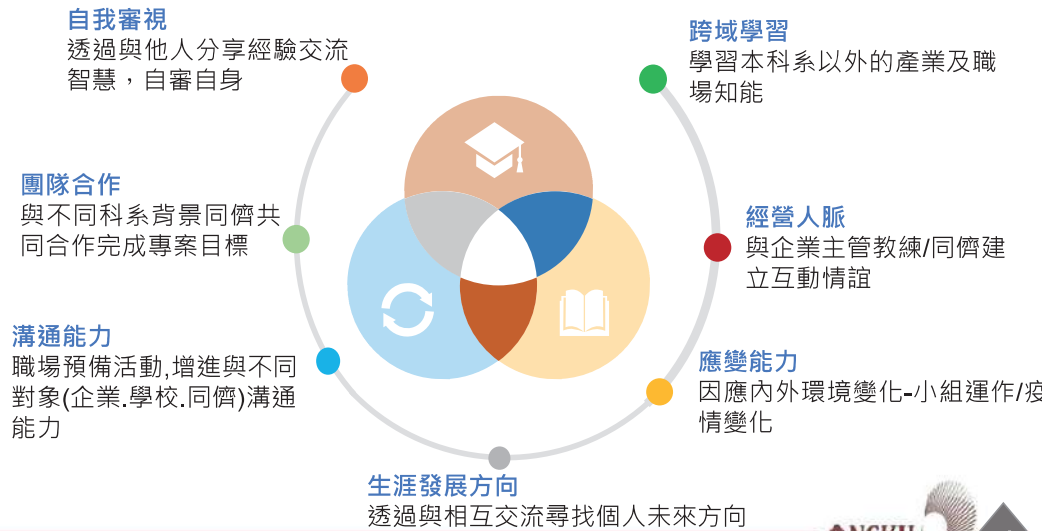 自我審視
透過與他人分享經驗交流
智慧，自審自身
團隊合作
與不同科系背景同儕共
同合作完成專案目標
溝通能力
職場預備活動,增進與不同
對象(企業.學校.同儕)溝通
能力
生涯發展方向
透過與相互交流尋找個人未來方向
跨域學習
學習本科系以外的產業及職
場知能
經營人脈
與企業主管教練/同儕建
立互動情誼
應變能力
因應內外環境變化-小組運作/疫
情變化